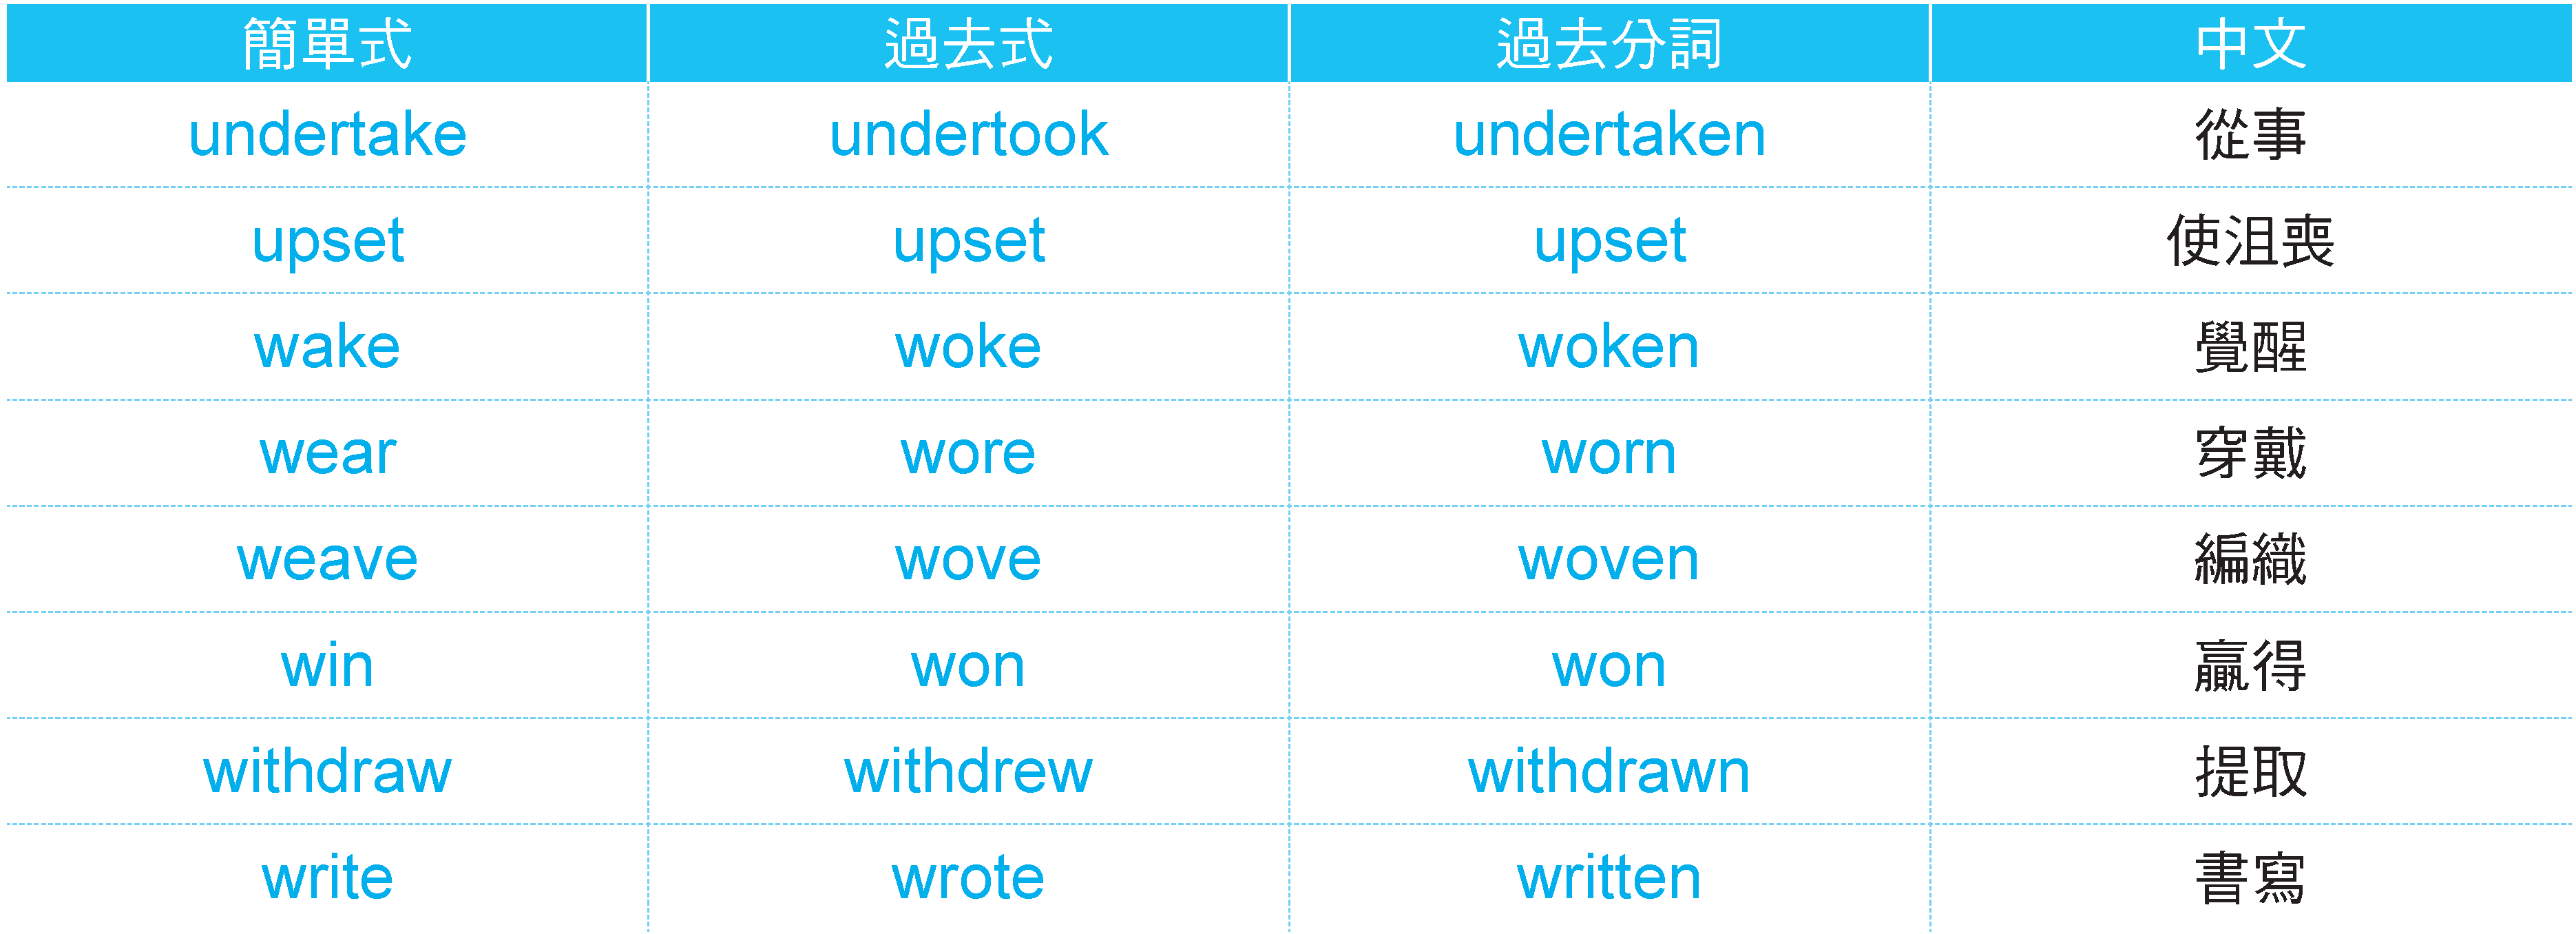 簡單式 過去式 過去分詞 中文
undertake undertook undertaken 從事
upset upset upset 使沮喪
wake woke woken 覺醒
wear wore worn 穿戴
weave wove woven 編織
win won won 贏得
withdraw withdrew withdrawn 提取
write wrote written 書寫